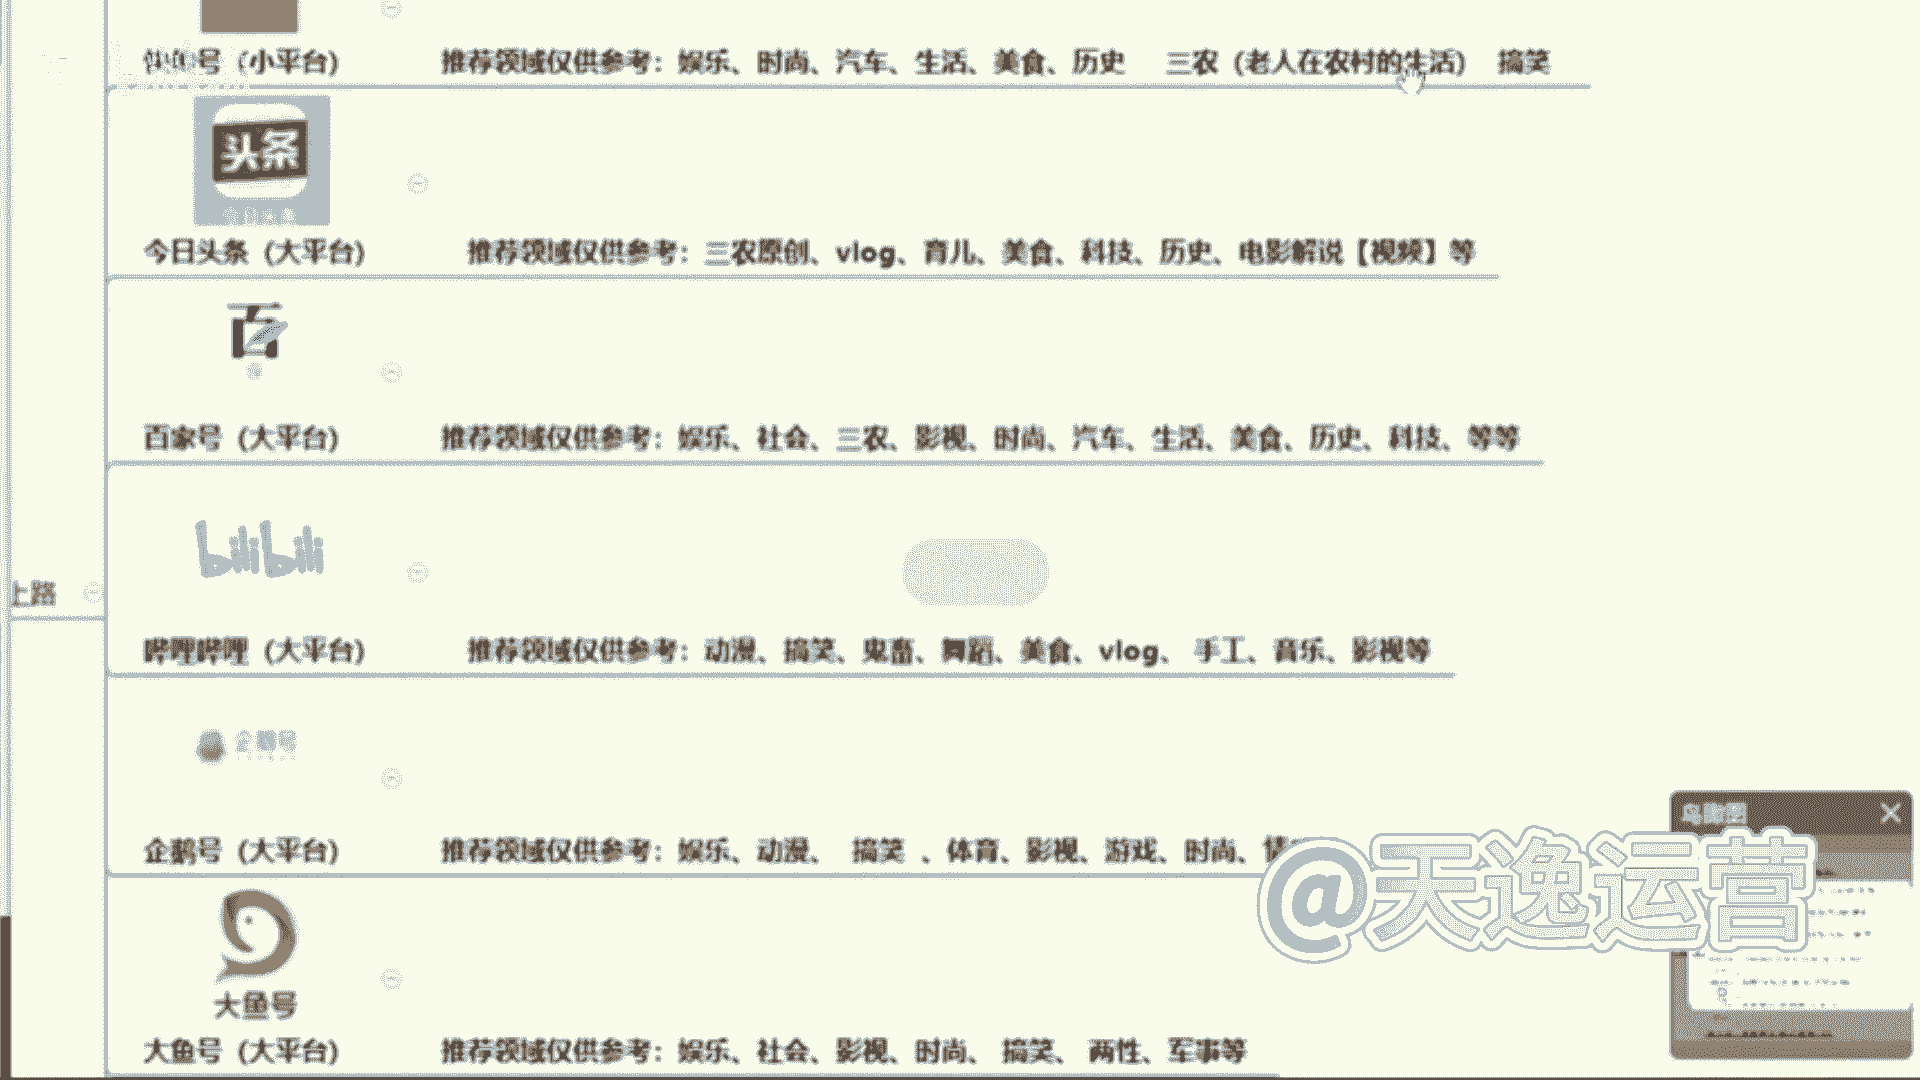 号（小平台） 推荐领域仅供参考：娱乐、时尚、汽车、生活、美食、历史 三农（老人在农村的生活） 搞笑
头条
今日头条（大平台） 推荐领域仅供参考：三农原创、vlog、育儿、美食、科技、历史、电影解说【视频】等
百
百家号（大平台） 推荐领域仅供参考：娱乐、社会、三农、影视、时尚、汽车、生活、美食、历史、科技、等等
bilibili
上路
哔哩哔哩（大平台） 推荐领域仅供参考：动漫、搞笑、鬼畜、舞蹈、美食、vlog、 手工、音乐、影视等
企鹅号
鸟瞰图
企鹅号（大平台） 推荐领域仅供参考：娱乐、动漫、 搞笑 、体育、影视、游戏、时尚、
@天逸运营
大鱼号
大鱼号（大平台） 推荐领域仅供参考：娱乐、社会、影视、时尚、 搞笑、 两性、军事等